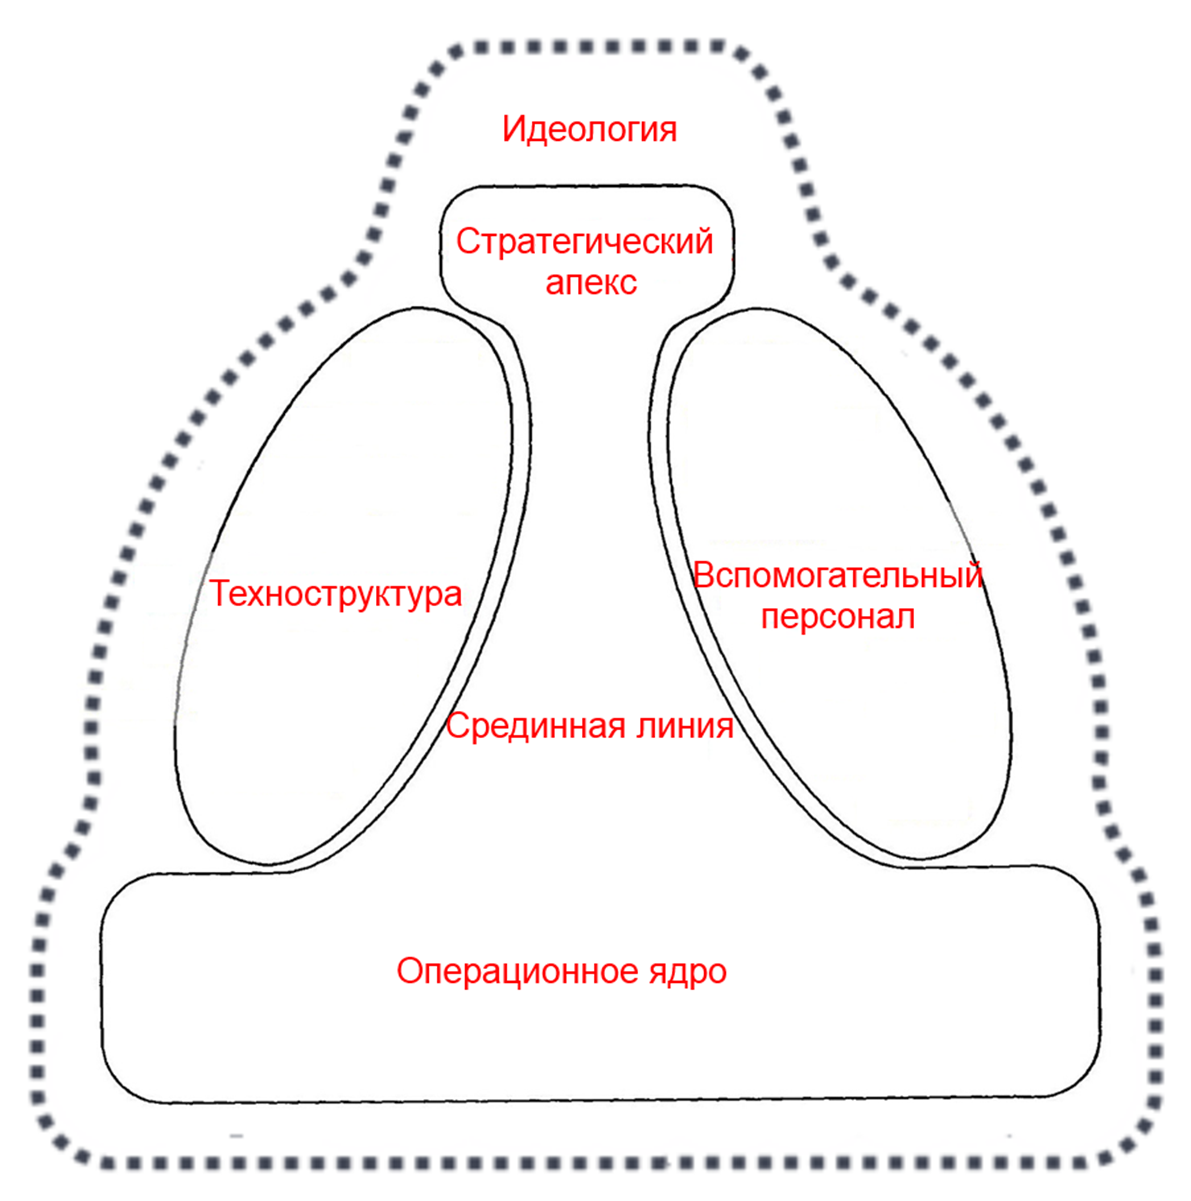 Идеология
Стратегический
апекс
Техноструктура
Вспомогательный
персонал
Срединная линия
Операционное ядро